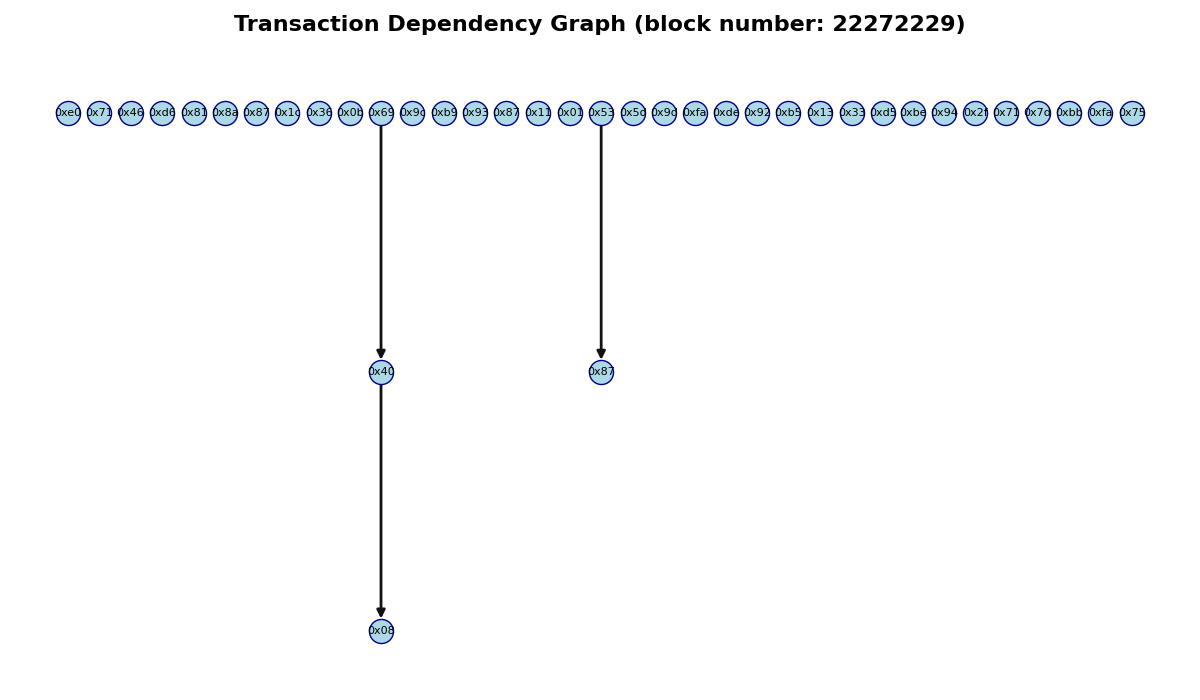 Transaction Dependency Graph (block number: 22272229)
0xe0 0x71 0x46 0xd6 0x81 0x8a 0x87 0x1c 0x36 0x0b 0x69 0x9c 0xb9 0x93 0x87 0x11 0x01 0x53 0x5d 0x9d 0xfa 0xde 0x92 0xb5 0x13 0x33 0xd5 0xbe 0x94 0x2f 0x71 0x7d 0xbb 0xfa 0x75
0x40 0x87
0x08